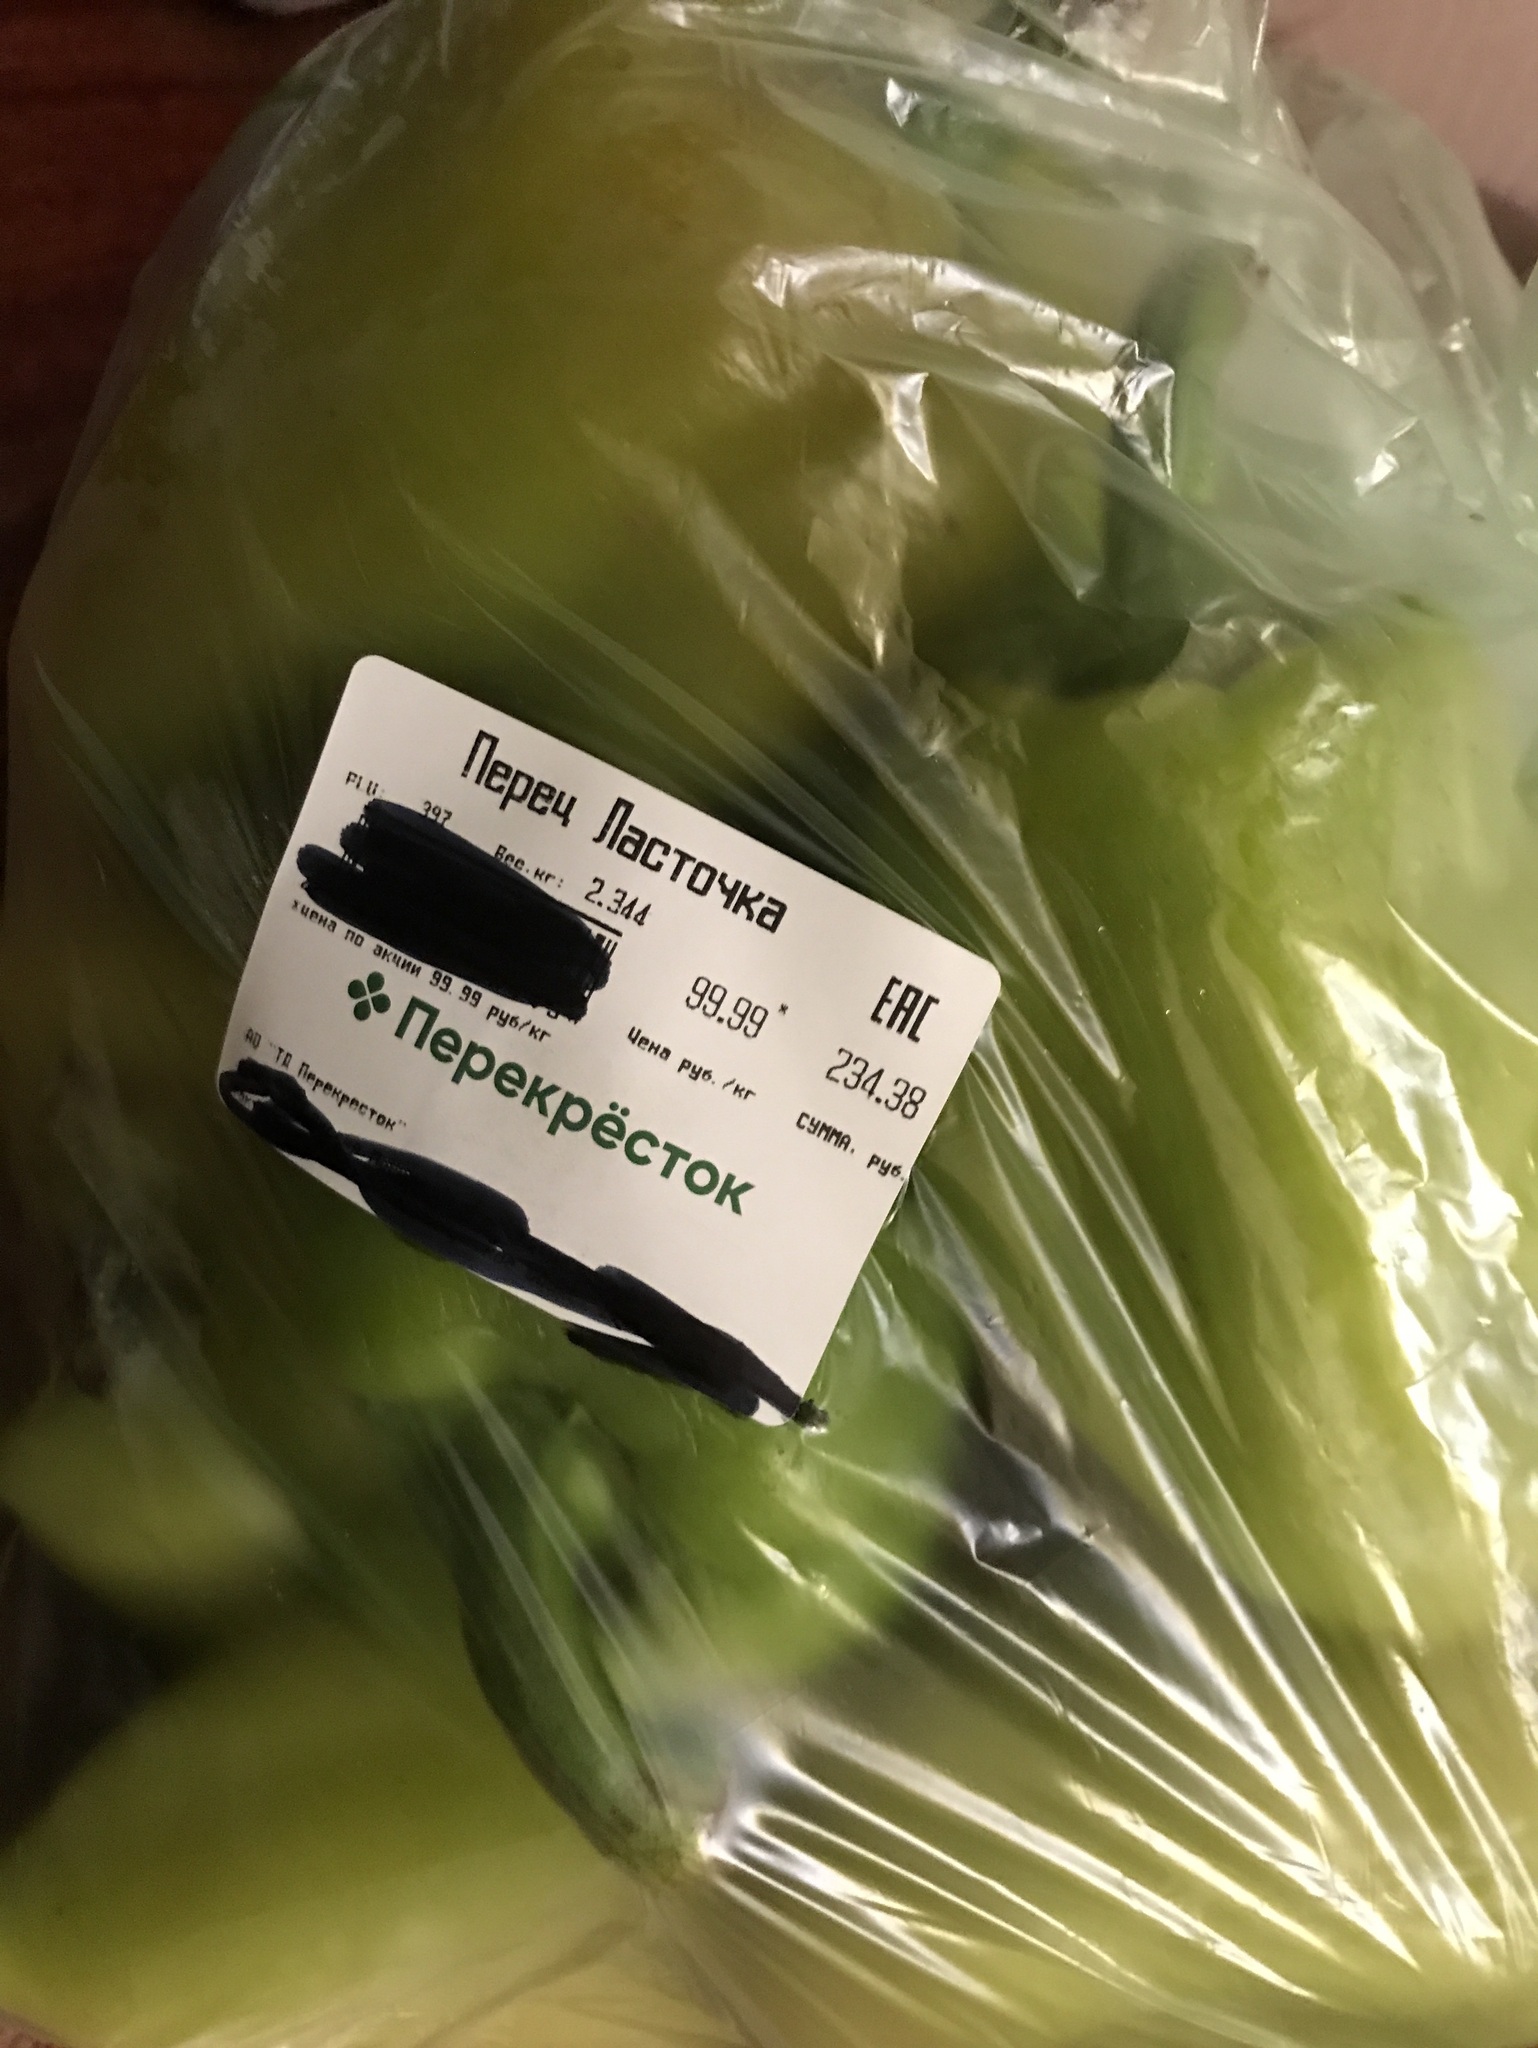 Перец Ласточка
PLU: 397
Вес.кг: 2.344
99.99*
Цена руб./кг
EAC
234.38
СУММА. руб.
*цена по акции 99.99 руб/кг
Перекрёсток
АО "ТД Перекресток"